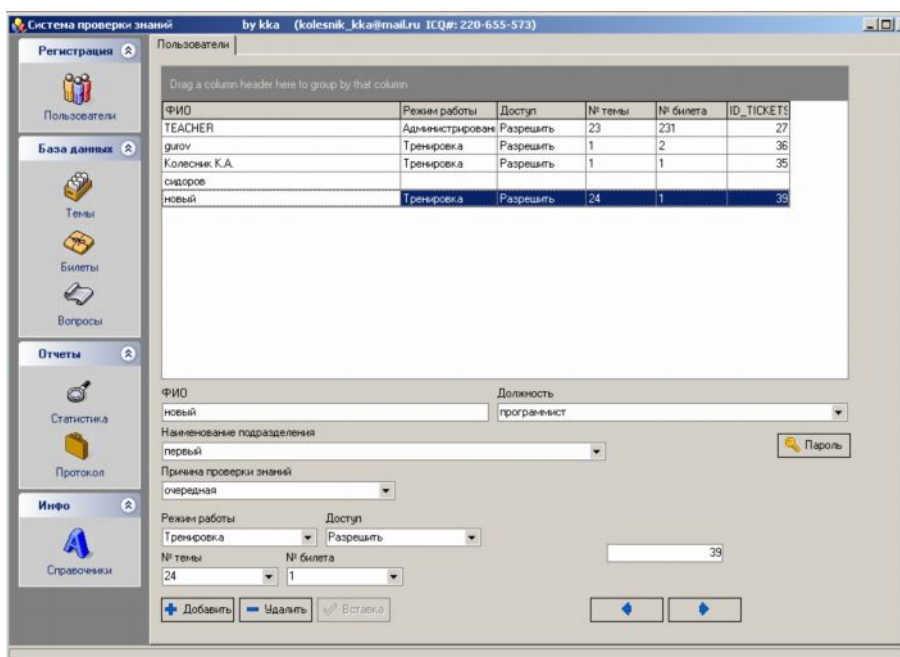 Система проверки знаний by kka (kolesnik_kka@mail.ru ICQ#: 220-655-573)
Регистрация
Пользователи
База данных
Темы
Билеты
Вопросы
Отчеты
Статистика
Протокол
Инфо
Справочники
Пользователи
Drag a column header here to group by that column
ФИО Режим работы Доступ № темы № билета ID_TICKETS
TEACHER Администрировани Разрешить 23 231 27
gurov Тренировка Разрешить 1 2 36
Колесник К.А. Тренировка Разрешить 1 1 35
сидоров
новый Тренировка Разрешить 24 1 39
ФИО Должность
новый программист
Наименование подразделения
первый Пароль
Причина проверки знаний
очередная
Режим работы Доступ
Тренировка Разрешить
39
№ темы № билета
24 1
Добавить Удалить Вставка